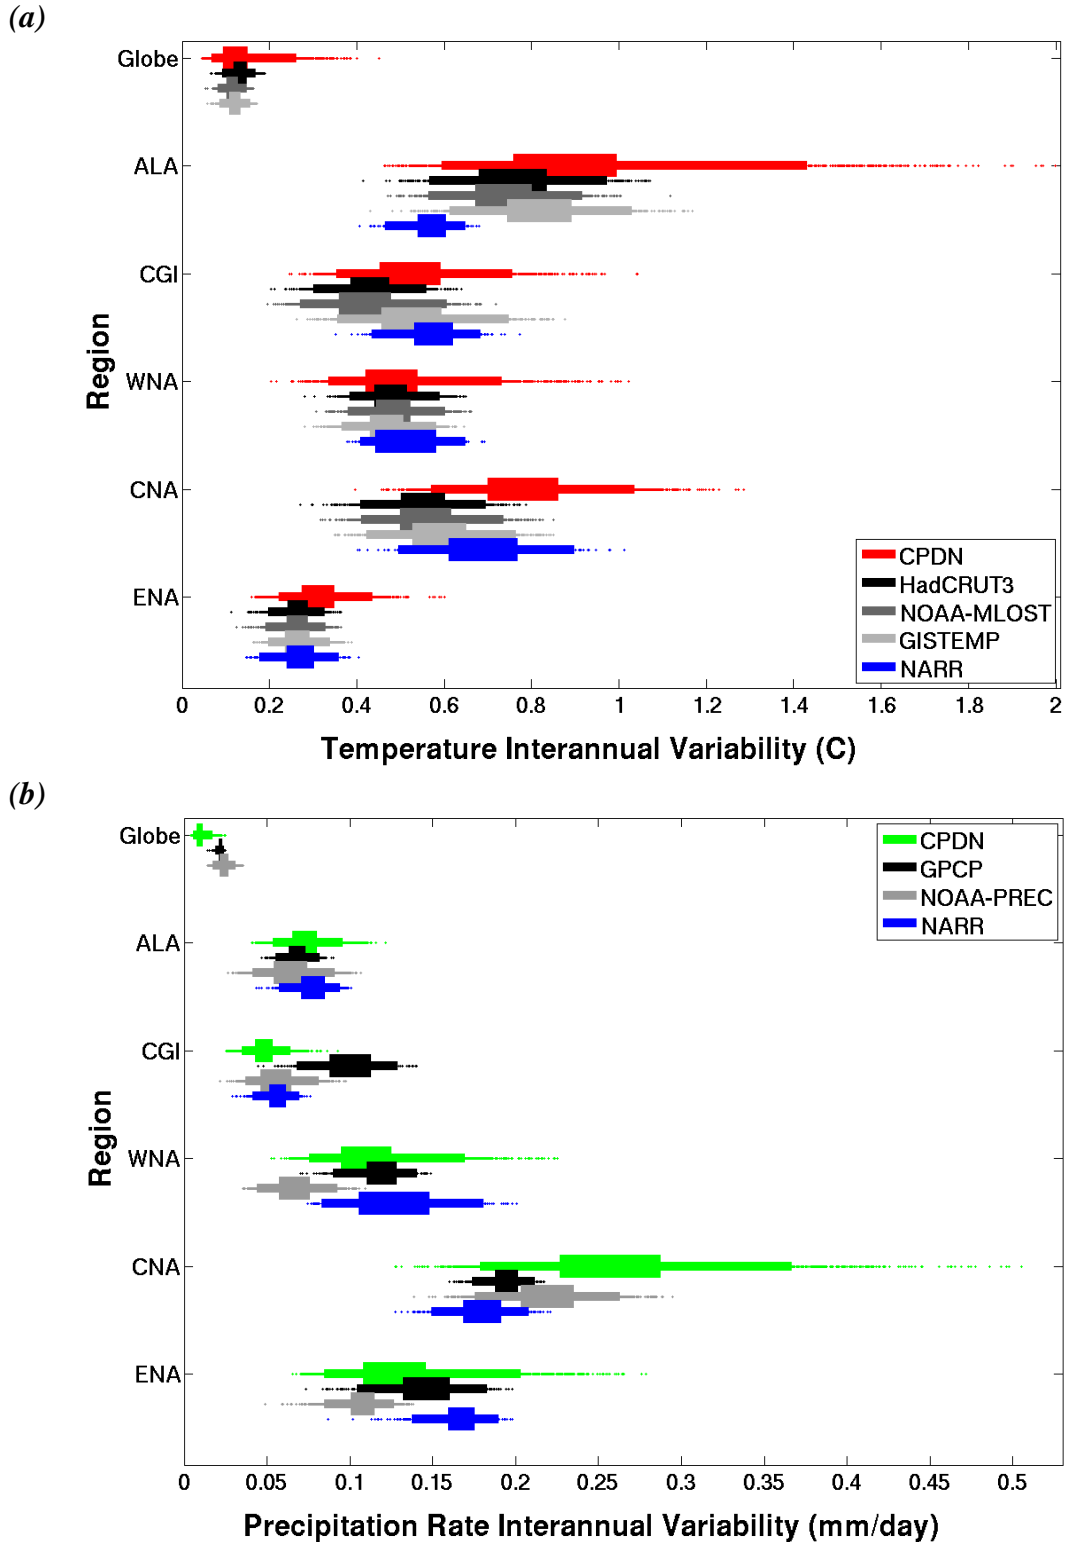 (a)
Globe
ALA
CGI
WNA
CNA
ENA
Region
CPDN
HadCRUT3
NOAA-MLOST
GISTEMP
NARR
0 0.2 0.4 0.6 0.8 1 1.2 1.4 1.6 1.8 2
Temperature Interannual Variability (C)
(b)
Globe
ALA
CGI
WNA
CNA
ENA
Region
CPDN
GPCP
NOAA-PREC
NARR
0 0.05 0.1 0.15 0.2 0.25 0.3 0.35 0.4 0.45 0.5
Precipitation Rate Interannual Variability (mm/day)